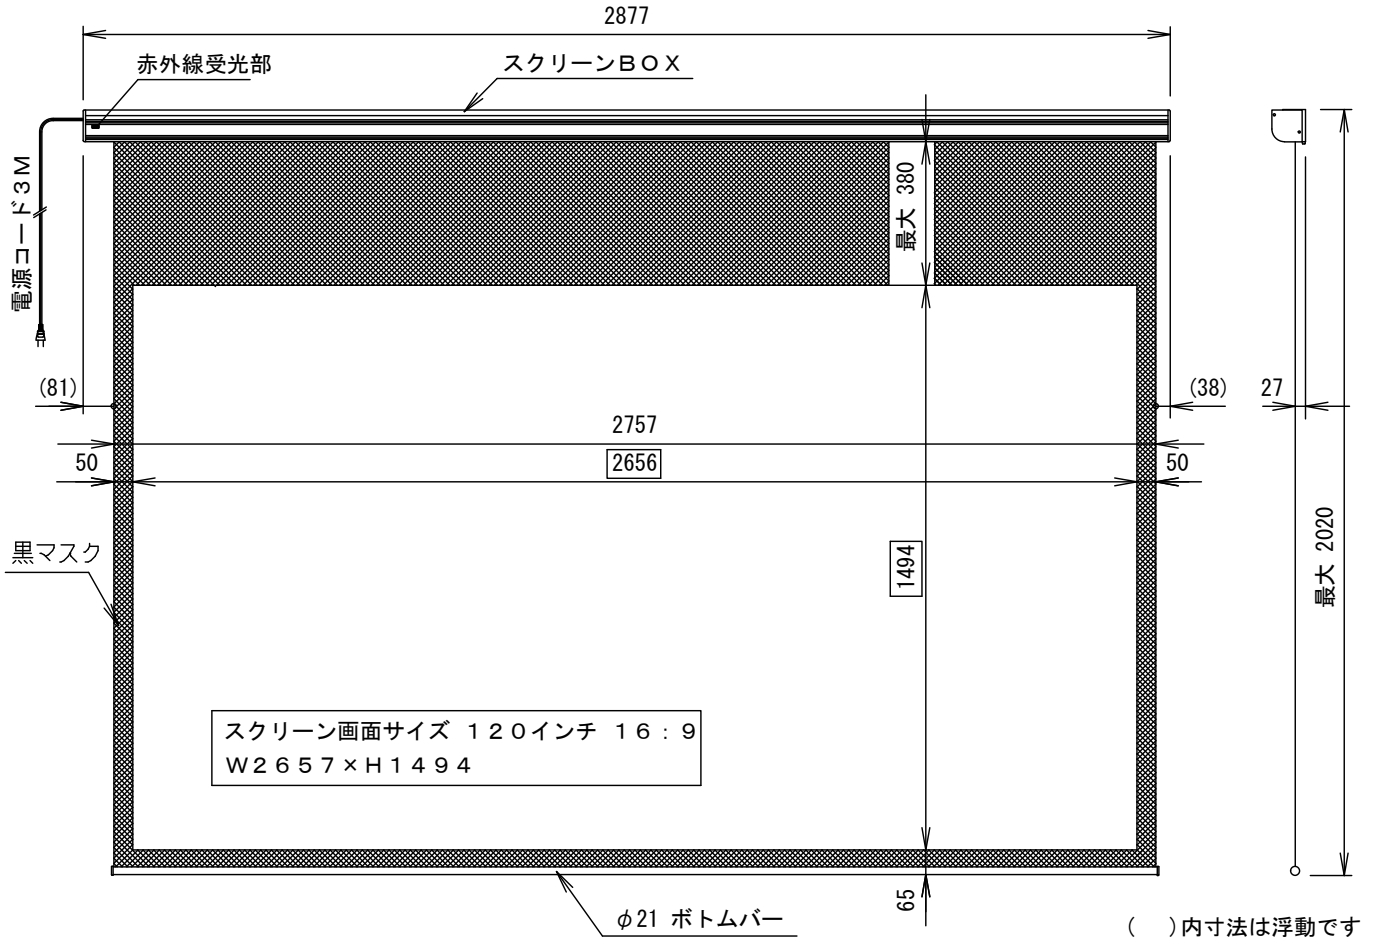 2877
赤外線受光部
スクリーンＢＯＸ
電源コード３Ｍ
最大 380
(81)
(38)
27
2757
50
2656
50
黒マスク
1494
最大 2020
スクリーン画面サイズ １２０インチ １６：９
Ｗ２６５７×Ｈ１４９４
65
φ21 ボトムバー
(　)内寸法は浮動です